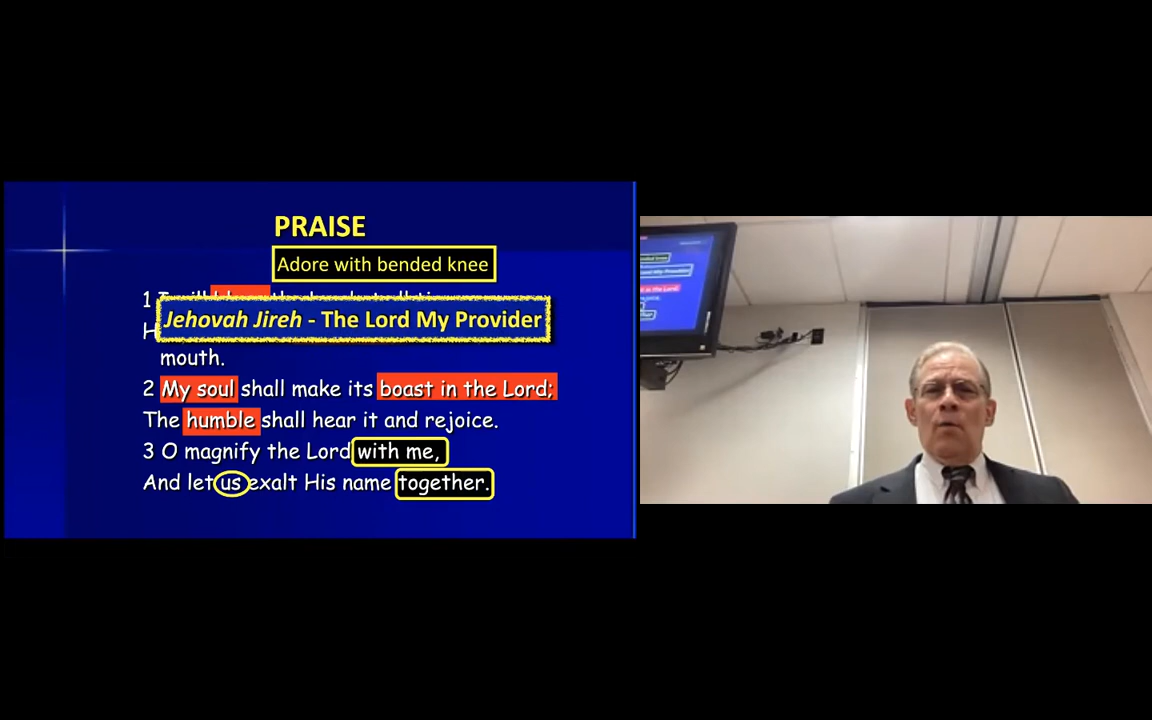 PRAISE
Adore with bended knee
1
Jehovah Jireh - The Lord My Provider
mouth.
2 My soul shall make its boast in the Lord;
The humble shall hear it and rejoice.
3 O magnify the Lord with me,
And let us exalt His name together.